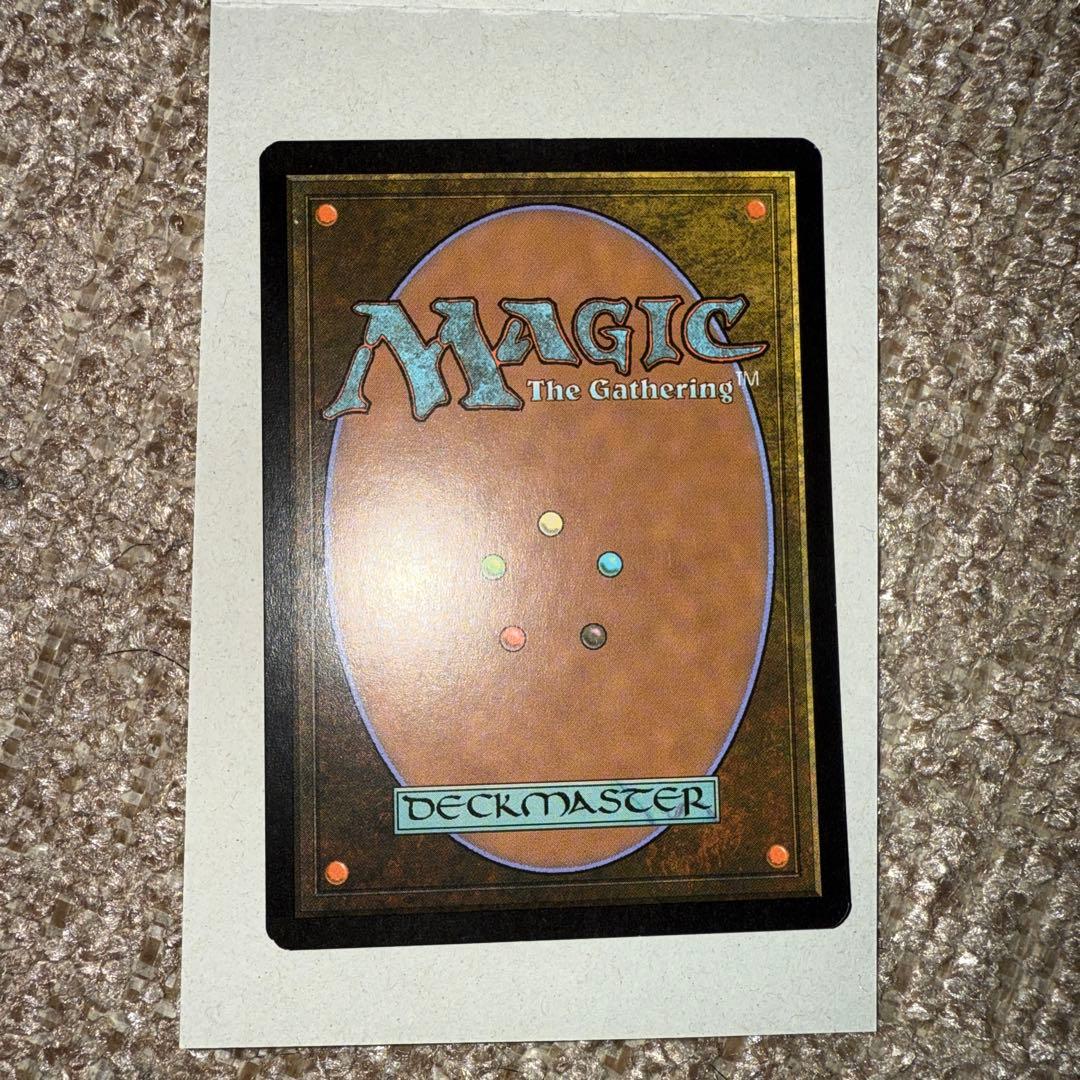 MAGIC
The Gathering™
DECKMASTER